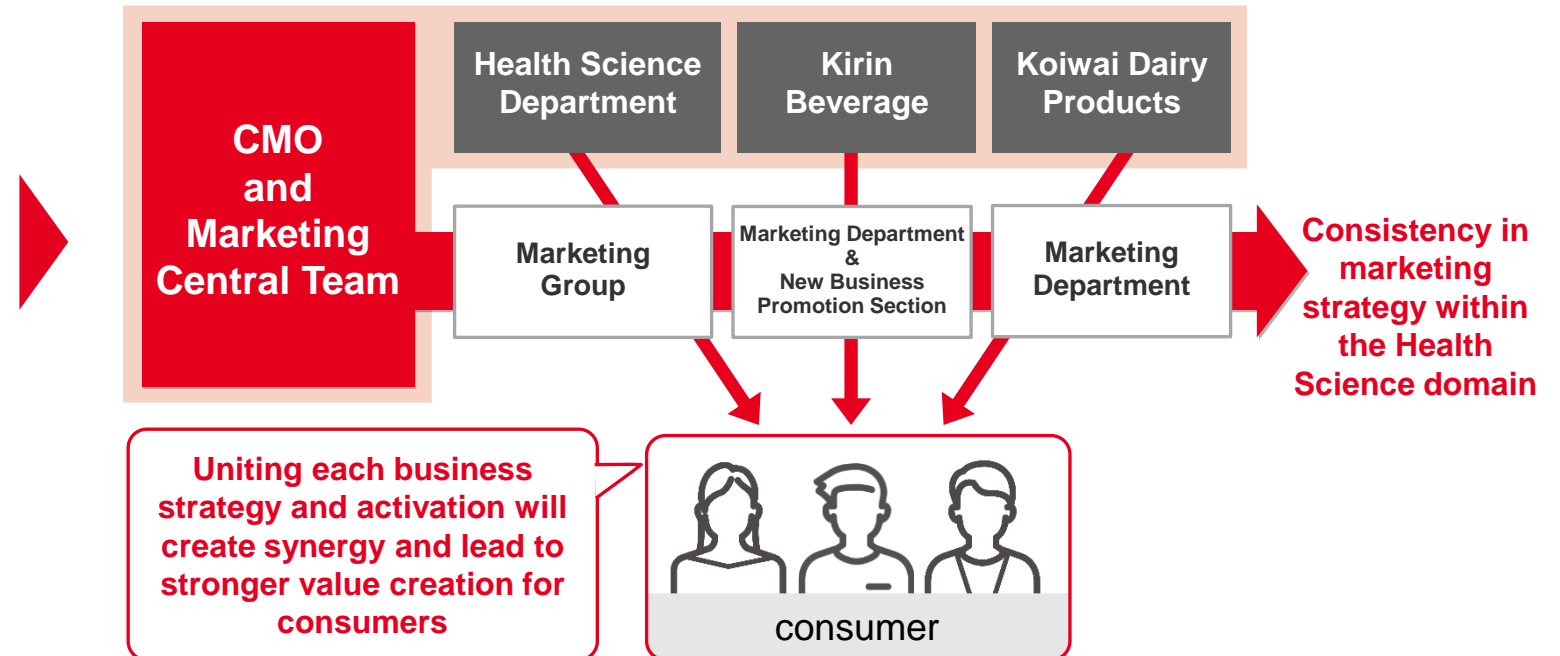 CMO
and
Marketing
Central Team
Health Science
Department
Kirin
Beverage
Koiwai Dairy
Products
Marketing
Group
Marketing Department
&
New Business
Promotion Section
Marketing
Department
Consistency in
marketing
strategy within
the Health
Science domain
Uniting each business
strategy and activation will
create synergy and lead to
stronger value creation for
consumers
consumer